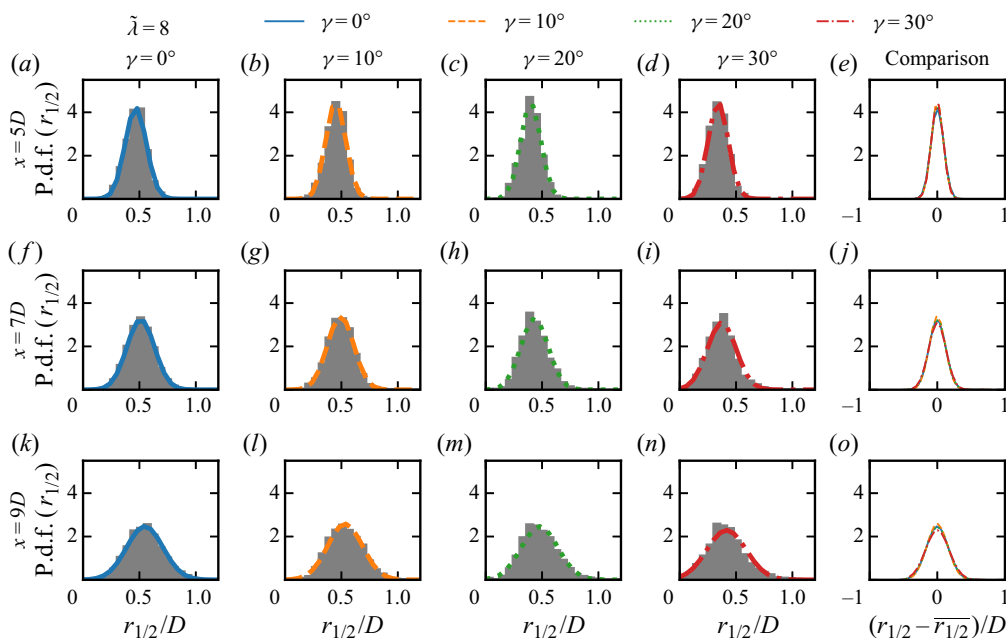 λ̃ = 8 γ = 0° γ = 10° γ = 20° γ = 30°
(a) γ = 0° (b) γ = 10° (c) γ = 20° (d) γ = 30° (e) Comparison
x = 5D
P.d.f. (r1/2)
4
2
0 0.5 1.0 0 0.5 1.0 0 0.5 1.0 0 0.5 1.0 –1 0 1
4 4 4 4 4
2 2 2 2 2
(f) (g) (h) (i) (j)
x = 7D
P.d.f. (r1/2)
4 4 4 4 4
2 2 2 2 2
0 0.5 1.0 0 0.5 1.0 0 0.5 1.0 0 0.5 1.0 –1 0 1
(k) (l) (m) (n) (o)
x = 9D
P.d.f. (r1/2)
4 4 4 4 4
2 2 2 2 2
0 0.5 1.0 0 0.5 1.0 0 0.5 1.0 0 0.5 1.0 –1 0 1
r1/2/D r1/2/D r1/2/D r1/2/D (r1/2 – r̅1/2)/D